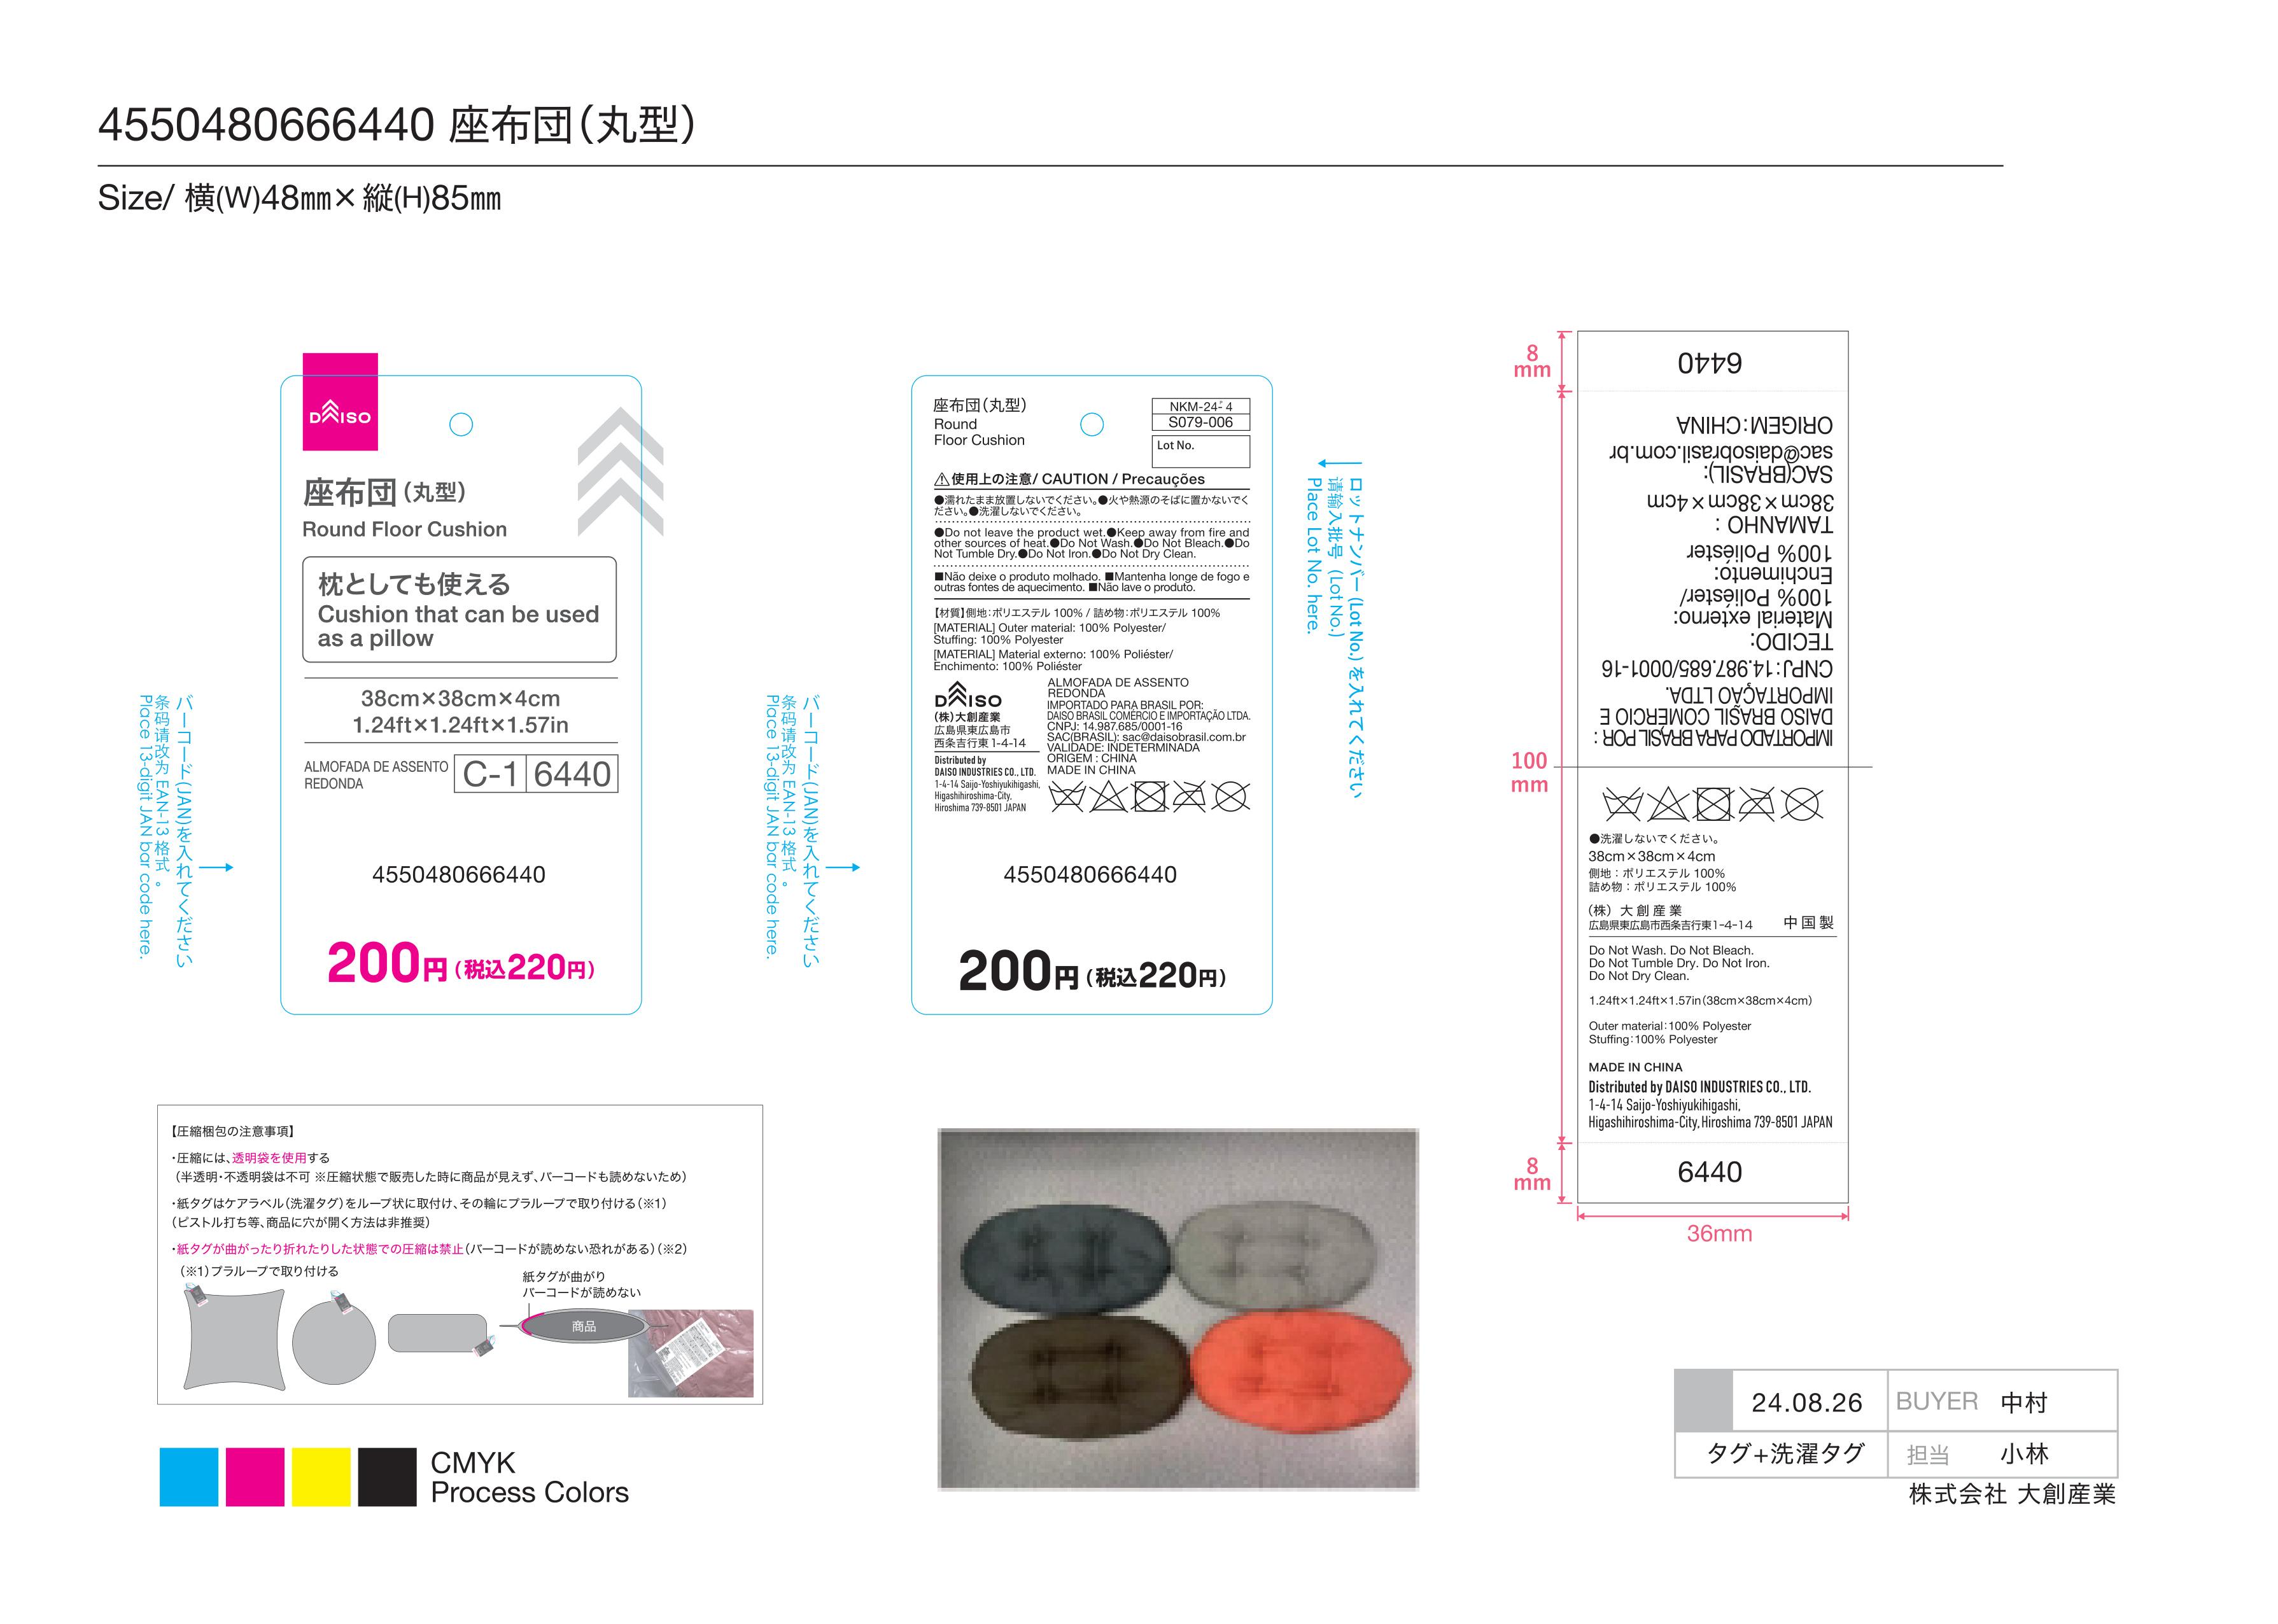 4550480666440 座布団（丸型）
Size/ 横(W)48㎜×縦(H)85㎜
DAISO
座布団（丸型）
Round Floor Cushion
枕としても使える
Cushion that can be used
as a pillow
38cm×38cm×4cm
1.24ft×1.24ft×1.57in
ALMOFADA DE ASSENTO
REDONDA
C-1 6440
4550480666440
200円（税込220円）
バーコード(JAN)を入れてください
条码请改为 EAN-13 格式 。
Place 13-digit JAN bar code here.
座布団（丸型）
Round
Floor Cushion
S079-006
Lot No.
使用上の注意/ CAUTION / Precauções
●濡れたまま放置しないでください。●火や熱源のそばに置かないでく
ださい。●洗濯しないでください。
●Do not leave the product wet.●Keep away from fire and
other sources of heat.●Do Not Wash.●Do Not Bleach.●Do
Not Tumble Dry.●Do Not Iron.●Do Not Dry Clean.
■Não deixe o produto molhado. ■Mantenha longe de fogo e
outras fontes de aquecimento. ■Não lave o produto.
【材質】側地：ポリエステル 100% / 詰め物：ポリエステル 100%
[MATERIAL] Outer material: 100% Polyester/
Stuffing: 100% Polyester
[MATERIAL] Material externo: 100% Poliéster/
Enchimento: 100% Poliéster
DAISO
(株)大創産業
広島県東広島市
西条吉行東1-4-14
Distributed by
DAISO INDUSTRIES CO., LTD.
1-4-14 Saijo-Yoshiyukihigashi,
Higashihiroshima-City,
Hiroshima 739-8501 JAPAN
ALMOFADA DE ASSENTO
REDONDA
IMPORTADO PARA BRASIL POR:
DAISO BRASIL COMÉRCIO E IMPORTAÇÃO LTDA.
CNPJ: 14.987.685/0001-16
SAC(BRASIL): sac@daisobrasil.com.br
VALIDADE: INDETERMINADA
ORIGEM : CHINA
MADE IN CHINA
4550480666440
200円（税込220円）
バーコード(JAN)を入れてください
条码请改为 EAN-13 格式 。
Place 13-digit JAN bar code here.
ロットナンバー (Lot No.) を入れてください
请输入批号 (Lot No.)
Place Lot No. here.
8
mm
100
mm
8
mm
36mm
6440
IMPORTADO PARA BRASIL POR :
DAISO BRASIL COMÉRCIO E
IMPORTAÇÃO LTDA.
CNPJ : 14.987.685/0001-16
TECIDO:
Material externo:
100% Poliéster/
Enchimento:
100% Poliéster
TAMANHO :
38cm×38cm×4cm
SAC(BRASIL):
sac@daisobrasil.com.br
ORIGEM : CHINA
●洗濯しないでください。
38cm×38cm×4cm
側地：ポリエステル 100%
詰め物：ポリエステル 100%
(株) 大創産業
広島県東広島市西条吉行東1-4-14 中国製
Do Not Wash. Do Not Bleach.
Do Not Tumble Dry. Do Not Iron.
Do Not Dry Clean.
1.24ft×1.24ft×1.57in(38cm×38cm×4cm)
Outer material:100% Polyester
Stuffing:100% Polyester
MADE IN CHINA
Distributed by DAISO INDUSTRIES CO., LTD.
1-4-14 Saijo-Yoshiyukihigashi,
Higashihiroshima-City, Hiroshima 739-8501 JAPAN
6440
【圧縮梱包の注意事項】
・圧縮には、透明袋を使用する
（半透明・不透明袋は不可 ※圧縮状態で販売した時に商品が見えず、バーコードも読めないため）
・紙タグはケアラベル（洗濯タグ）をループ状に取付け、その輪にプラループで取り付ける（※1）
（ピストル打ち等、商品に穴が開く方法は非推奨）
・紙タグが曲がったり折れたりした状態での圧縮は禁止（バーコードが読めない恐れがある）（※2）
（※1）プラループで取り付ける
紙タグが曲がり
バーコードが読めない
商品
CMYK
Process Colors
24.08.26 BUYER 中村
タグ+洗濯タグ 担当 小林
株式会社 大創産業